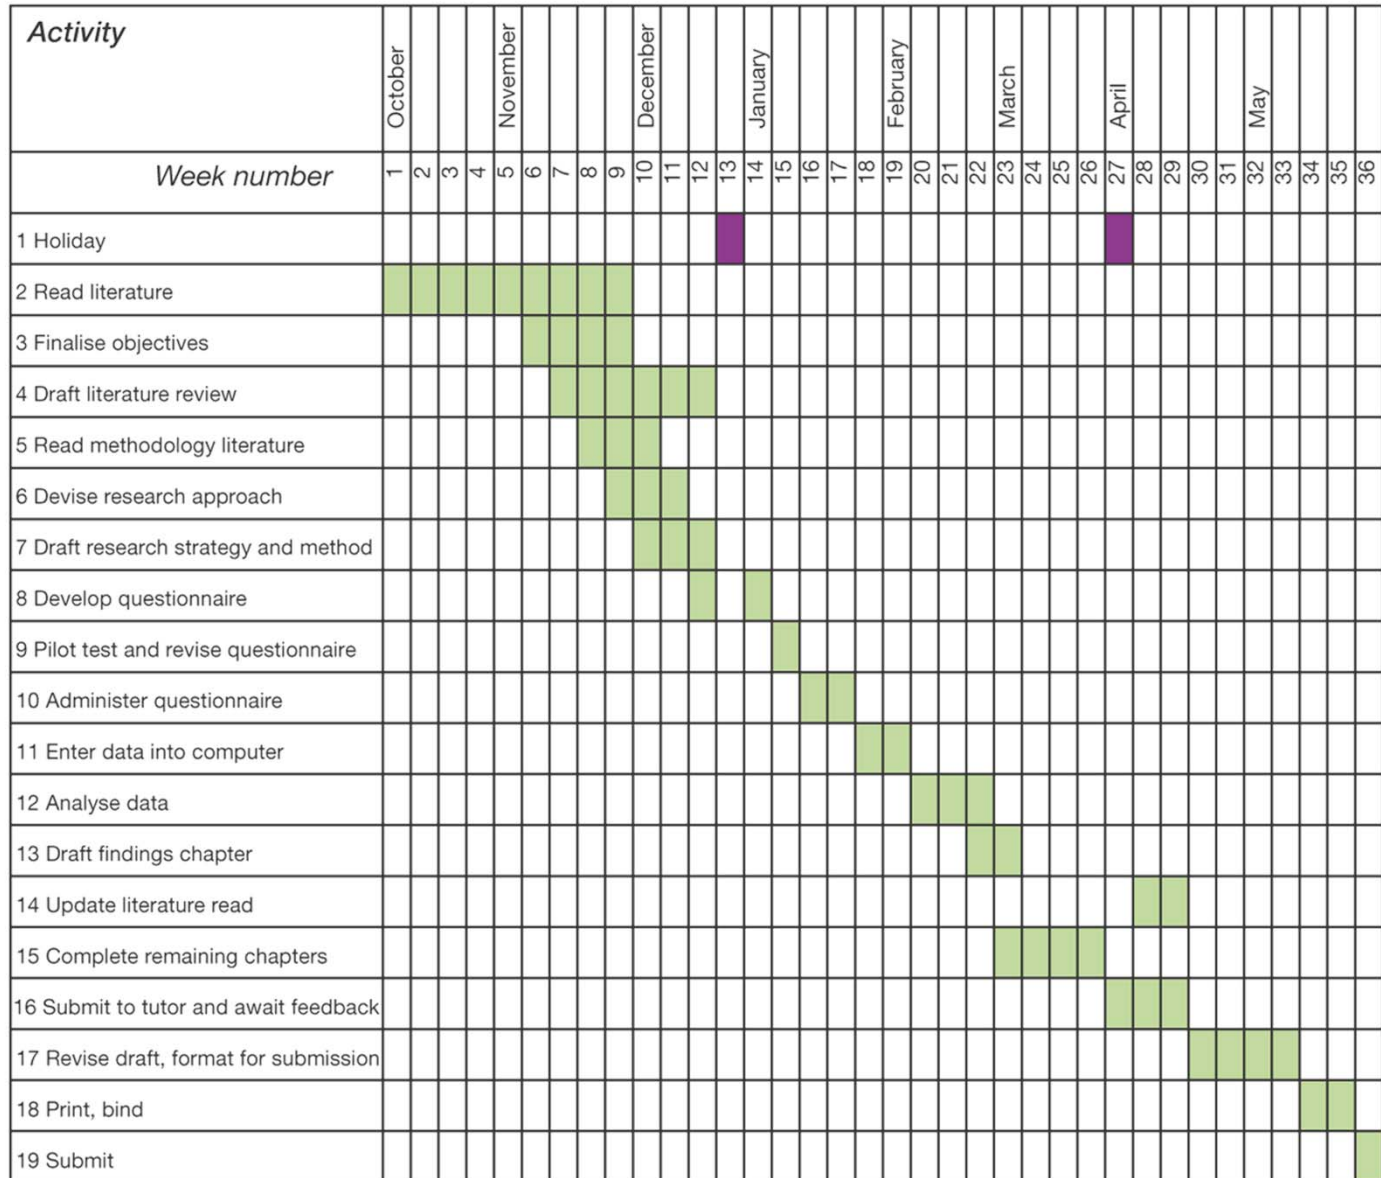 Activity
October
November
December
January
February
March
April
May
Week number
1 2 3 4 5 6 7 8 9 10 11 12 13 14 15 16 17 18 19 20 21 22 23 24 25 26 27 28 29 30 31 32 33 34 35 36
1 Holiday
2 Read literature
3 Finalise objectives
4 Draft literature review
5 Read methodology literature
6 Devise research approach
7 Draft research strategy and method
8 Develop questionnaire
9 Pilot test and revise questionnaire
10 Administer questionnaire
11 Enter data into computer
12 Analyse data
13 Draft findings chapter
14 Update literature read
15 Complete remaining chapters
16 Submit to tutor and await feedback
17 Revise draft, format for submission
18 Print, bind
19 Submit